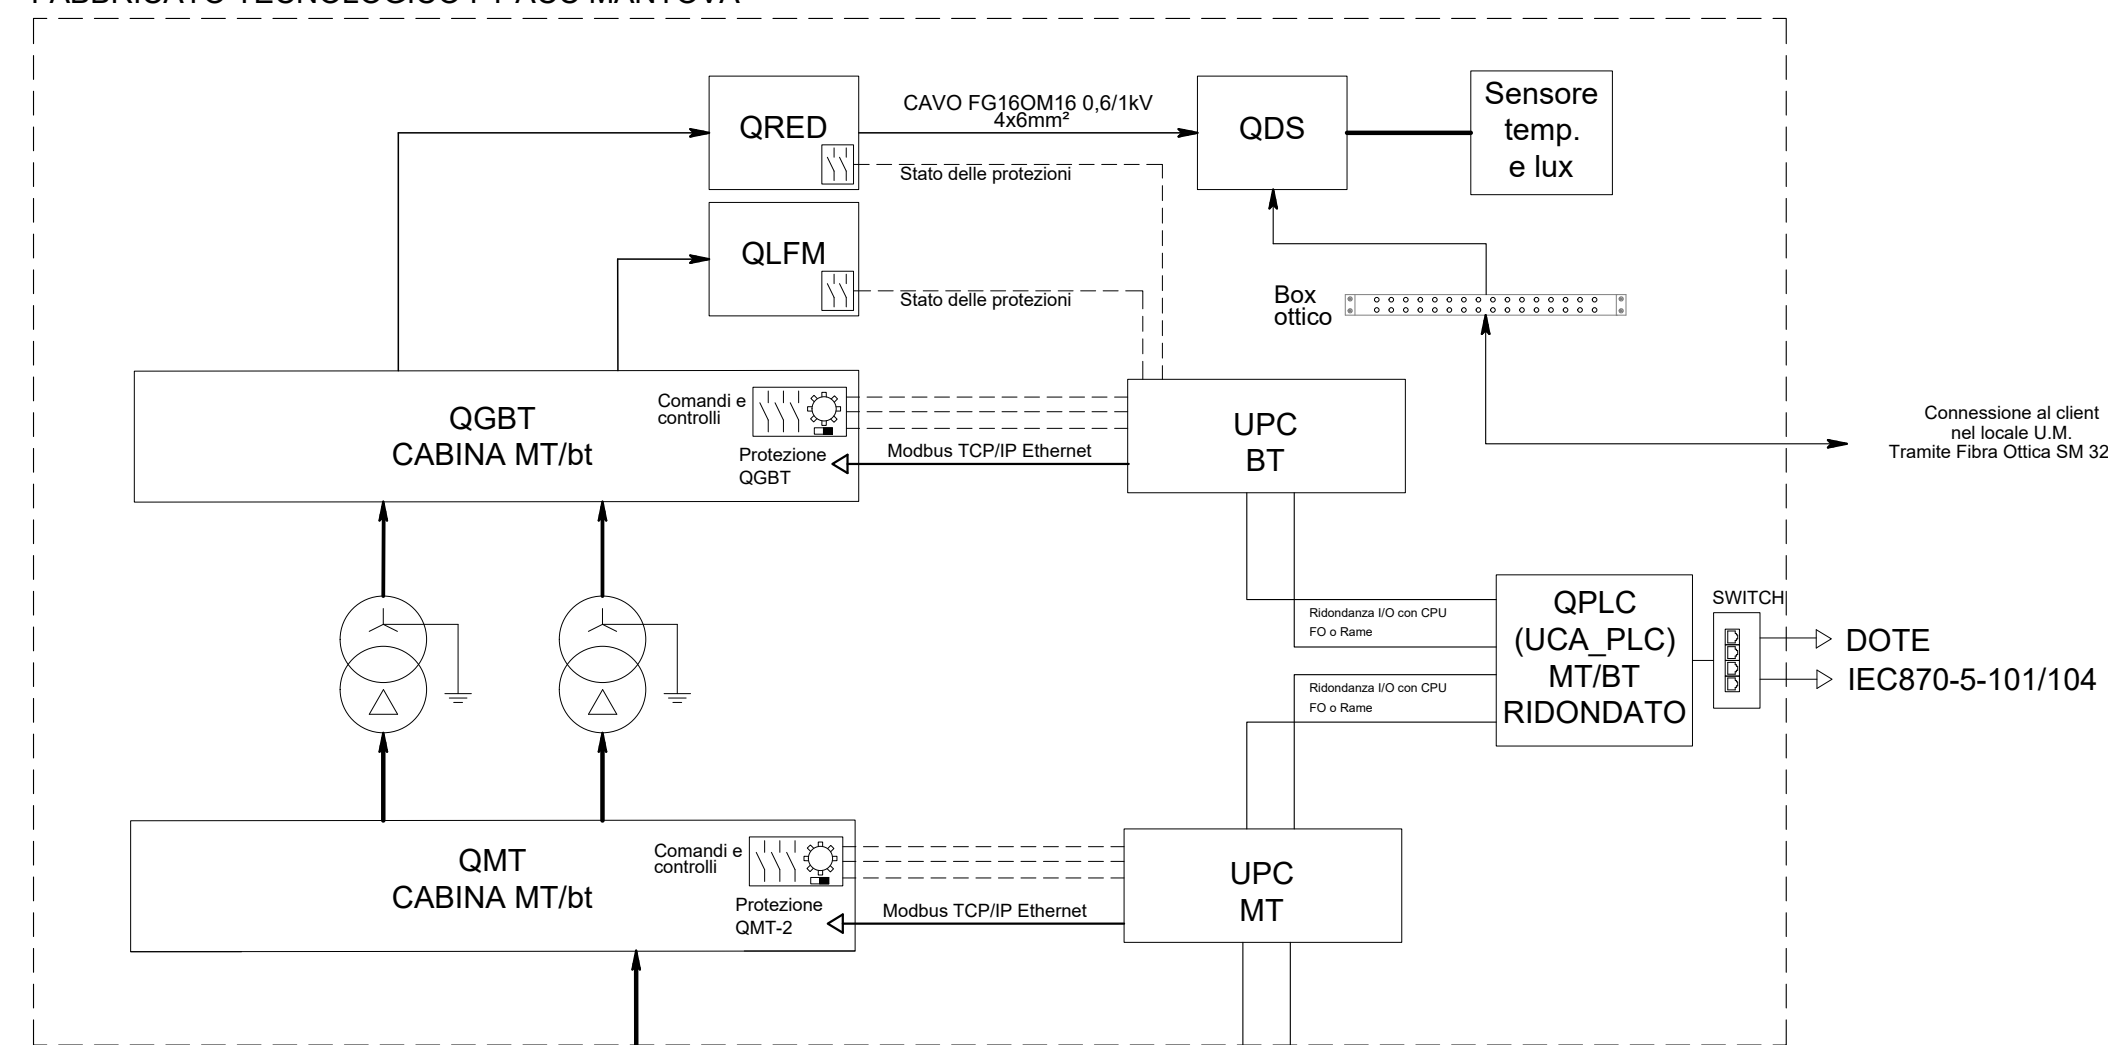 FABBRICATO TECNOLOGICO
MANTOVA
QRED
CAVO FG16OM16 0,6/1kV
4x6mm²
QDS
Sensore
temp.
e lux
Stato delle protezioni
QLFM
Stato delle protezioni
Box
ottico
QGBT
CABINA MT/bt
Comandi e
controlli
Protezione
QGBT
Modbus TCP/IP Ethernet
UPC
BT
Connessione al client
nel locale U.M.
Tramite Fibra Ottica SM 32
Ridondanza I/O con CPU
FO o Rame
QPLC
(UCA_PLC)
MT/BT
RIDONDATO
SWITCH
DOTE
IEC870-5-101/104
Ridondanza I/O con CPU
FO o Rame
QMT
CABINA MT/bt
Comandi e
controlli
Protezione
QMT-2
Modbus TCP/IP Ethernet
UPC
MT